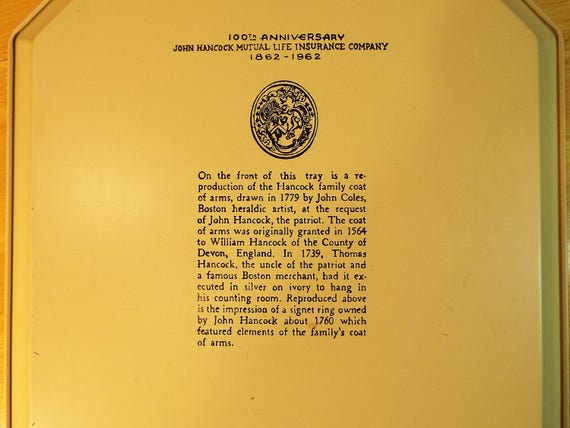 100TH ANNIVERSARY
JOHN HANCOCK MUTUAL LIFE INSURANCE COMPANY
1862-1962
On the front of this tray is a re-
production of the Hancock family coat
of arms, drawn in 1779 by John Coles,
Boston heraldic artist, at the request
of John Hancock, the patriot. The coat
of arms was originally granted in 1564
to William Hancock of the County of
Devon, England. In 1739, Thomas
Hancock, the uncle of the patriot and
a famous Boston merchant, had it ex-
ecuted in silver on ivory to hang in
his counting room. Reproduced above
is the impression of a signet ring owned
by John Hancock about 1760 which
featured elements of the family's coat
of arms.